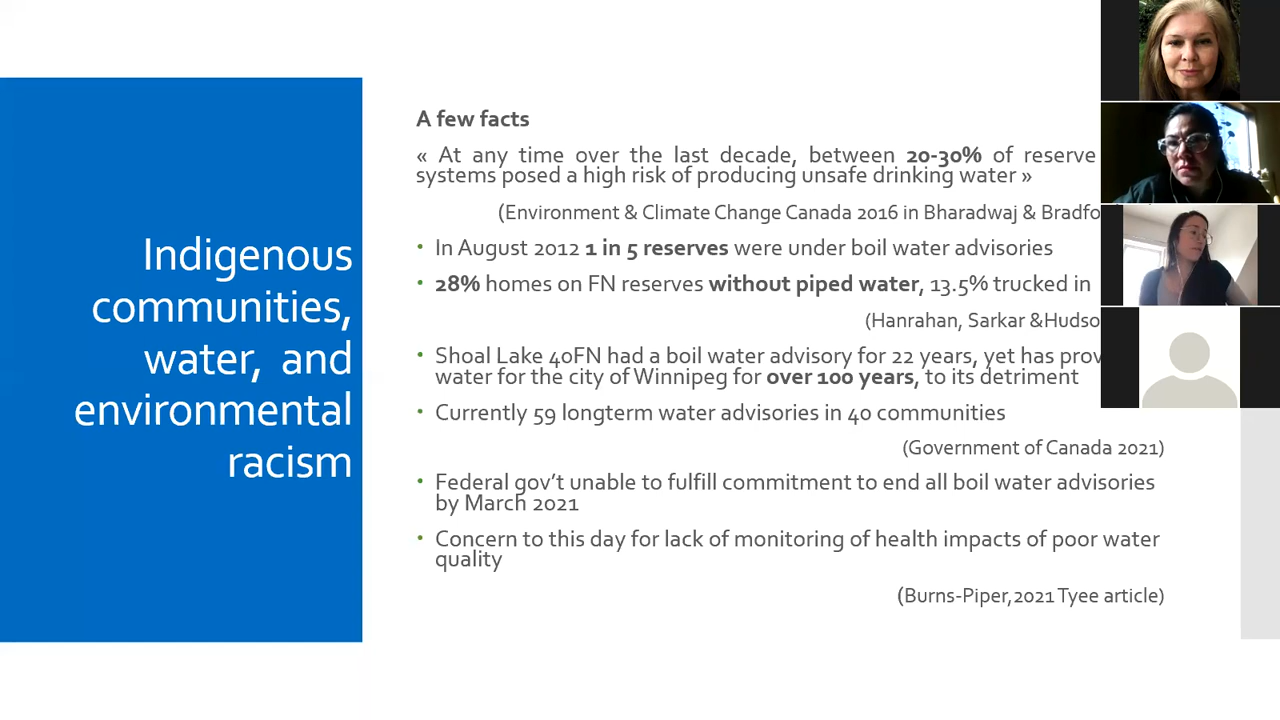 Indigenous
communities,
water, and
environmental
racism
A few facts
« At any time over the last decade, between 20-30% of reserve
systems posed a high risk of producing unsafe drinking water »
(Environment & Climate Change Canada 2016 in Bharadwaj &
• In August 2012 1 in 5 reserves were under boil water advisories
• 28% homes on FN reserves without piped water, 13.5% trucked in
(Hanrahan, Sarkar &
• Shoal Lake 40FN had a boil water advisory for 22 years, yet has
water for the city of Winnipeg for over 100 years, to its detriment
• Currently 59 longterm water advisories in 40 communities
(Government of Canada 2021)
• Federal gov’t unable to fulfill commitment to end all boil water advisories
by March 2021
• Concern to this day for lack of monitoring of health impacts of poor water
quality
(Burns-Piper,2021 Tyee article)